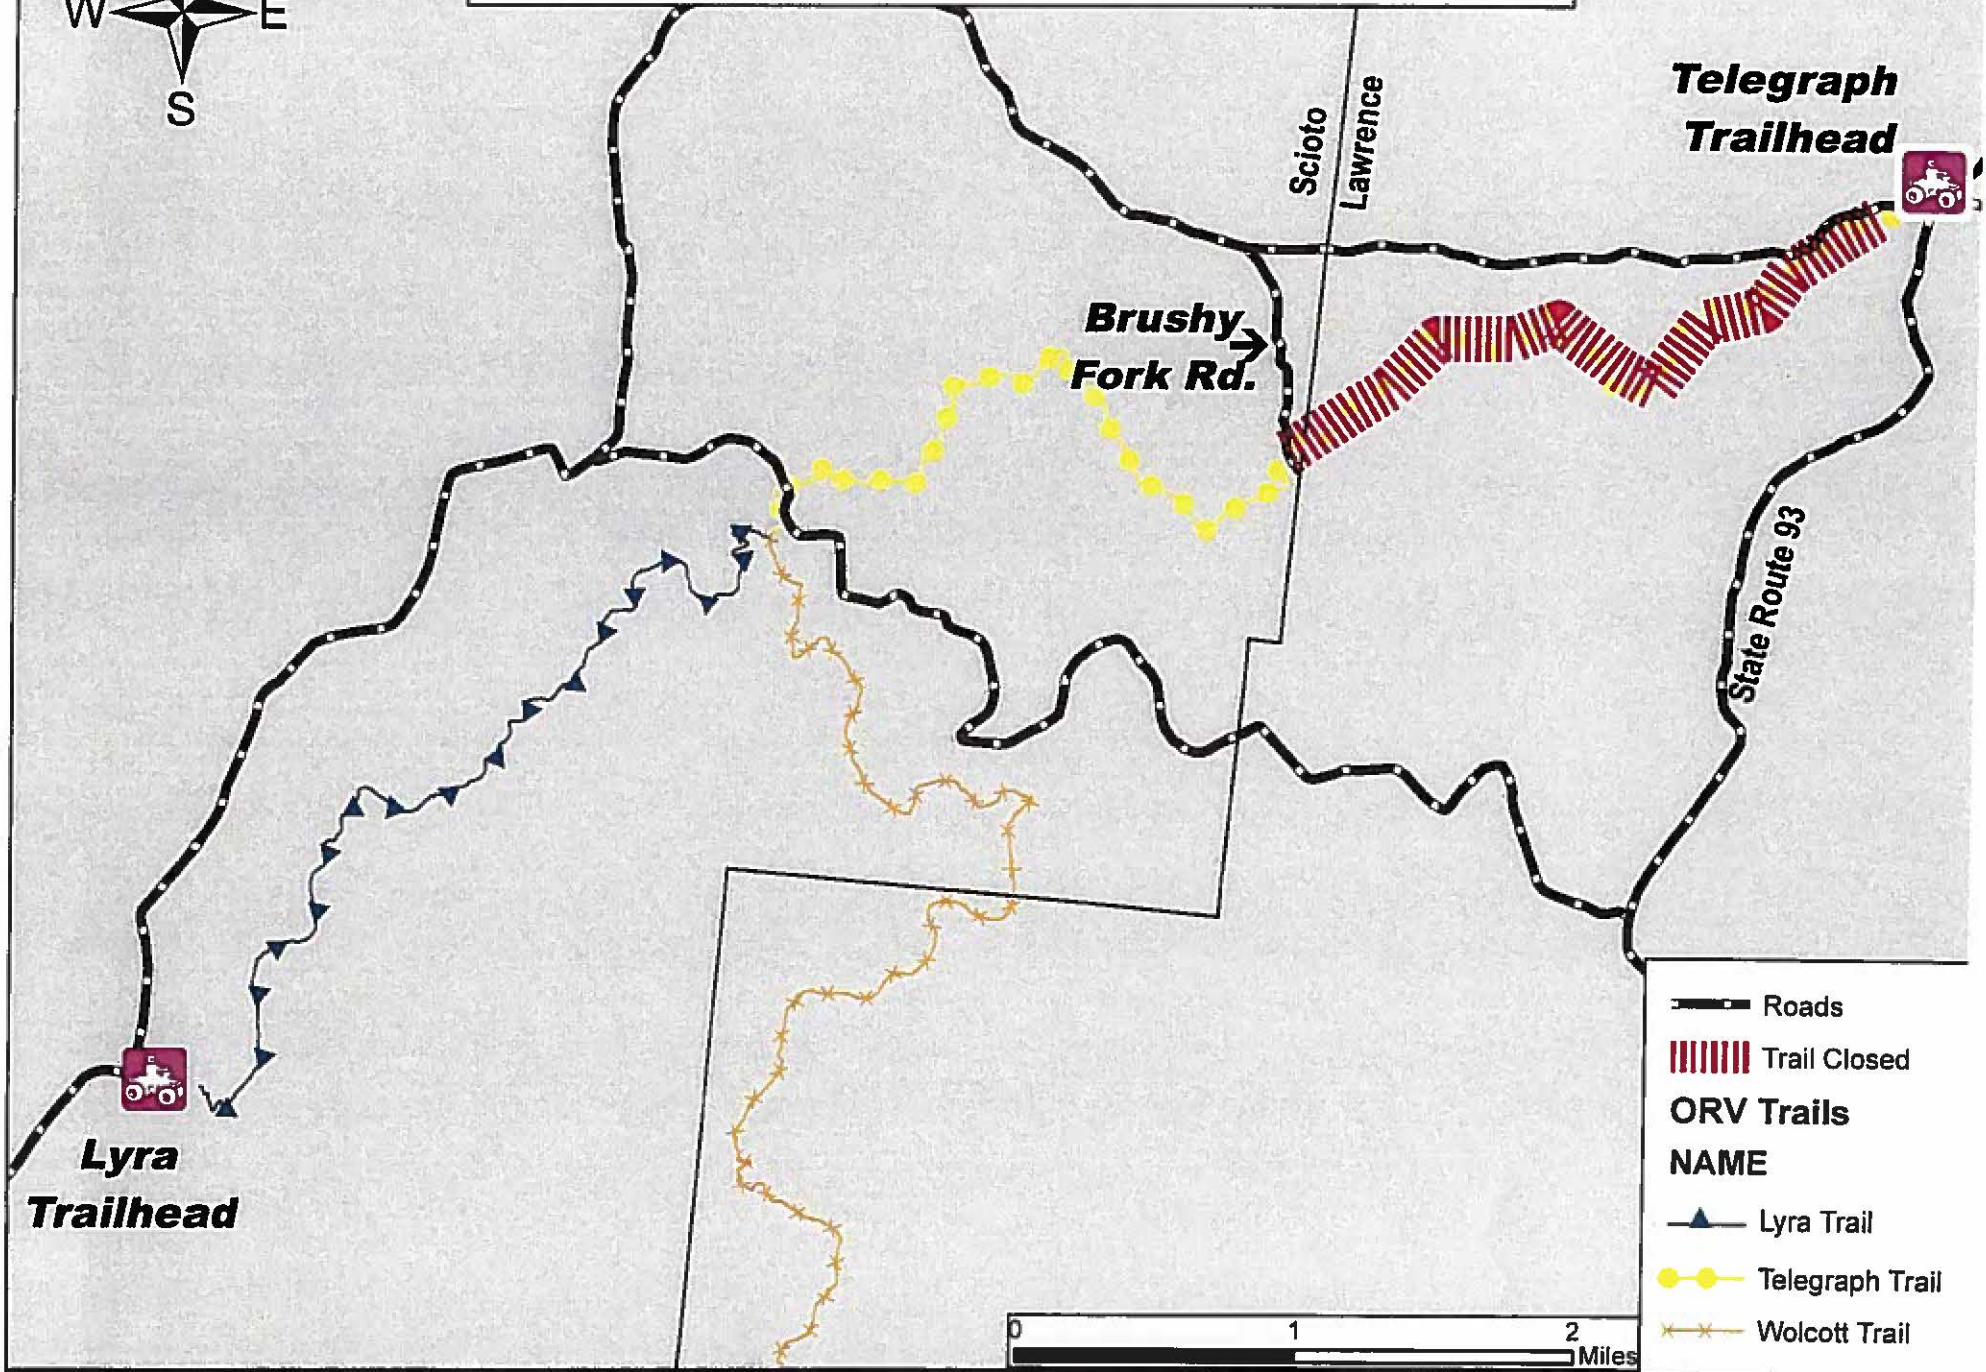 W E
S
Telegraph
Trailhead
Scioto
Lawrence
Brushy
Fork Rd.
State Route 93
Lyra
Trailhead
Roads
Trail Closed
ORV Trails
NAME
Lyra Trail
Telegraph Trail
Wolcott Trail
0 1 2
Miles